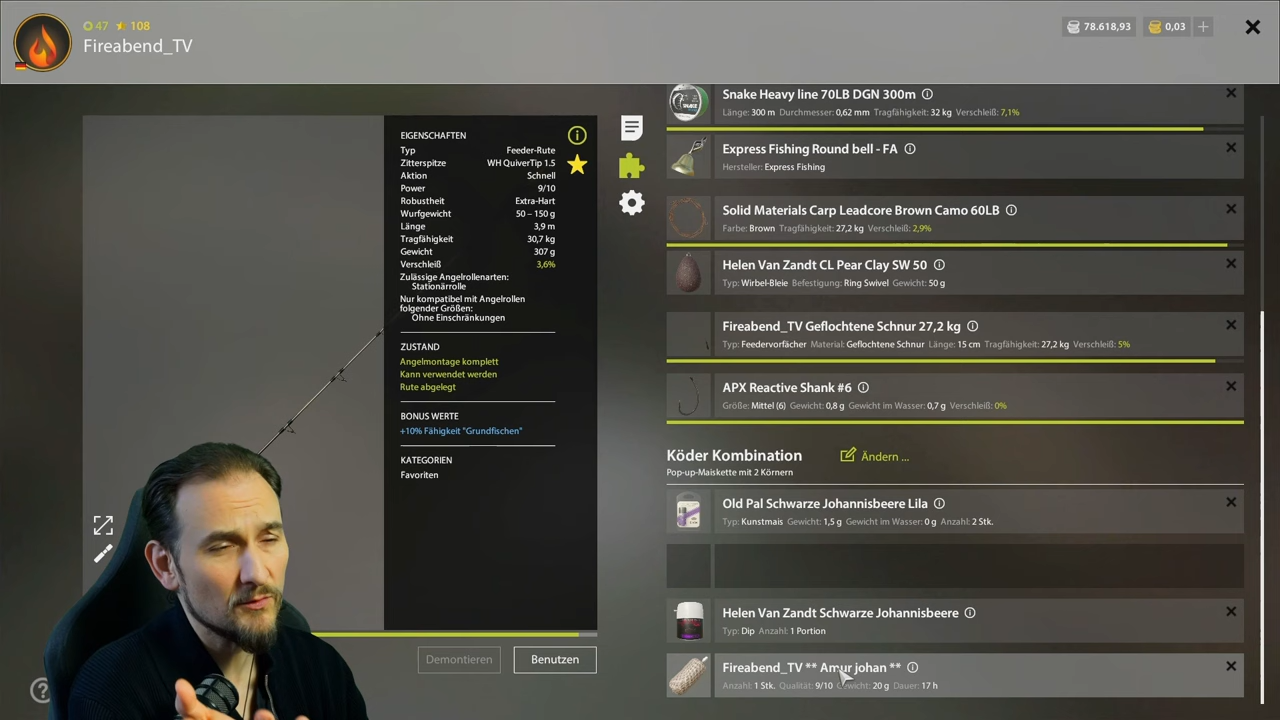 47 108
Fireabend_TV
78.618,93
0,03
EIGENSCHAFTEN
Typ Feeder-Rute
Zitterspitze WH QuiverTip 1.5
Aktion Schnell
Power 9/10
Robustheit Extra-Hart
Wurfgewicht 50 – 150 g
Länge 3,9 m
Tragfähigkeit 30,7 kg
Gewicht 307 g
Verschleiß 3,6%
Zulässige Angelrollenarten:
Stationärrolle
Nur kompatibel mit Angelrollen
folgender Größen:
Ohne Einschränkungen
ZUSTAND
Angelmontage komplett
Kann verwendet werden
Rute abgelegt
BONUS WERTE
+10% Fähigkeit "Grundfischen"
KATEGORIEN
Favoriten
Demontieren
Benutzen
Snake Heavy line 70LB DGN 300m
Länge: 300 m Durchmesser: 0,62 mm Tragfähigkeit: 32 kg Verschleiß: 7,1%
Express Fishing Round bell - FA
Hersteller: Express Fishing
Solid Materials Carp Leadcore Brown Camo 60LB
Farbe: Brown Tragfähigkeit: 27,2 kg Verschleiß: 2,9%
Helen Van Zandt CL Pear Clay SW 50
Typ: Wirbel-Bleie Befestigung: Ring Swivel Gewicht: 50 g
Fireabend_TV Geflochtene Schnur 27,2 kg
Typ: Feedervorfächer Material: Geflochtene Schnur Länge: 15 cm Tragfähigkeit: 27,2 kg Verschleiß: 5%
APX Reactive Shank #6
Größe: Mittel (6) Gewicht: 0,8 g Gewicht im Wasser: 0,7 g Verschleiß: 0%
Köder Kombination Ändern ...
Pop-up-Maiskette mit 2 Körnern
Old Pal Schwarze Johannisbeere Lila
Typ: Kunstmais Gewicht: 1,5 g Gewicht im Wasser: 0 g Anzahl: 2 Stk.
Helen Van Zandt Schwarze Johannisbeere
Typ: Dip Anzahl: 1 Portion
Fireabend_TV ** Amur johan **
Anzahl: 1 Stk. Qualität: 9/10 Gewicht: 20 g Dauer: 17 h